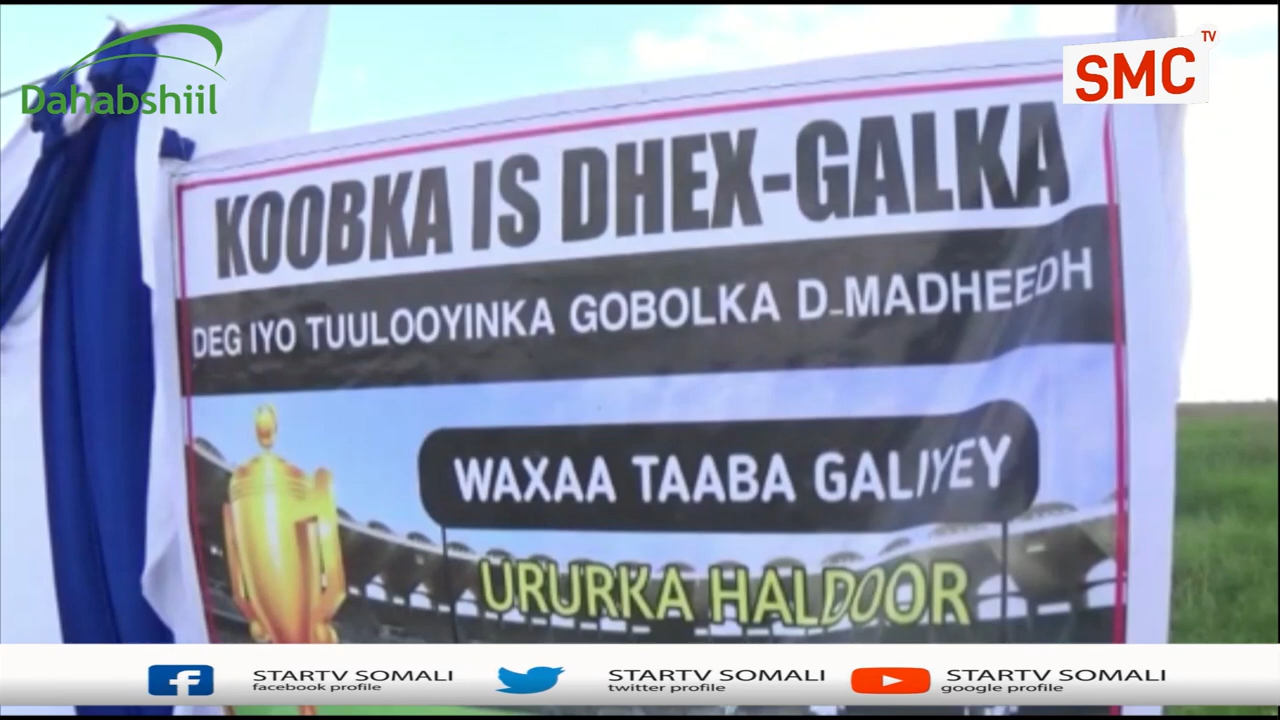 Dahabshiil
SMC TV
KOOBKA IS DHEX-GALKA
DEG IYO TUULOOYINKA GOBOLKA D-MADHEEDH
WAXAA TAABA GALIYEY
URURKA HALDOOR
STARTV SOMALI
facebook profile
STARTV SOMALI
twitter profile
STARTV SOMALI
google profile